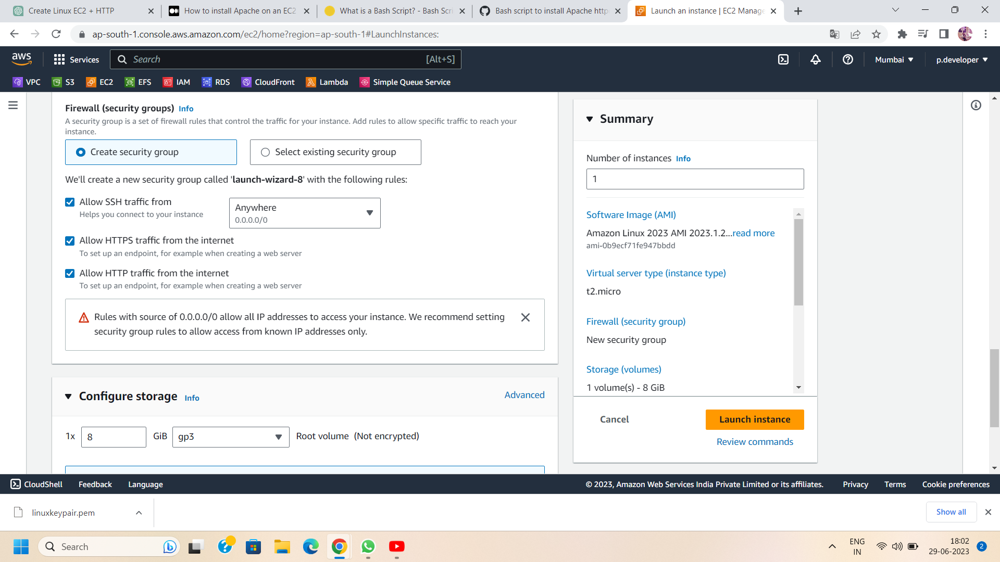 Create Linux EC2 + HTTP
How to install Apache on an EC2
What is a Bash Script? - Bash Scri
Bash script to install Apache http
Launch an instance | EC2 Manage
ap-south-1.console.aws.amazon.com/ec2/home?region=ap-south-1#LaunchInstances:
aws
Services
Search
[Alt+S]
Mumbai
p.developer
VPC
S3
EC2
EFS
IAM
RDS
CloudFront
Lambda
Simple Queue Service
Firewall (security groups) Info
A security group is a set of firewall rules that control the traffic for your instance. Add rules to allow specific traffic to reach your
instance.
Create security group
Select existing security group
We'll create a new security group called 'launch-wizard-8' with the following rules:
Allow SSH traffic from
Helps you connect to your instance
Anywhere
0.0.0.0/0
Allow HTTPS traffic from the internet
To set up an endpoint, for example when creating a web server
Allow HTTP traffic from the internet
To set up an endpoint, for example when creating a web server
Rules with source of 0.0.0.0/0 allow all IP addresses to access your instance. We recommend setting
security group rules to allow access from known IP addresses only.
Configure storage Info
Advanced
1x 8 GiB gp3 Root volume (Not encrypted)
Summary
Number of instances Info
1
Software Image (AMI)
Amazon Linux 2023 AMI 2023.1.2...read more
ami-0b9ecf71fe947bbdd
Virtual server type (instance type)
t2.micro
Firewall (security group)
New security group
Storage (volumes)
1 volume(s) - 8 GiB
Cancel
Launch instance
Review commands
CloudShell
Feedback
Language
© 2023, Amazon Web Services India Private Limited or its affiliates.
Privacy
Terms
Cookie preferences
linuxkeypair.pem
Show all
Search
ENG
IN
18:02
29-06-2023
2